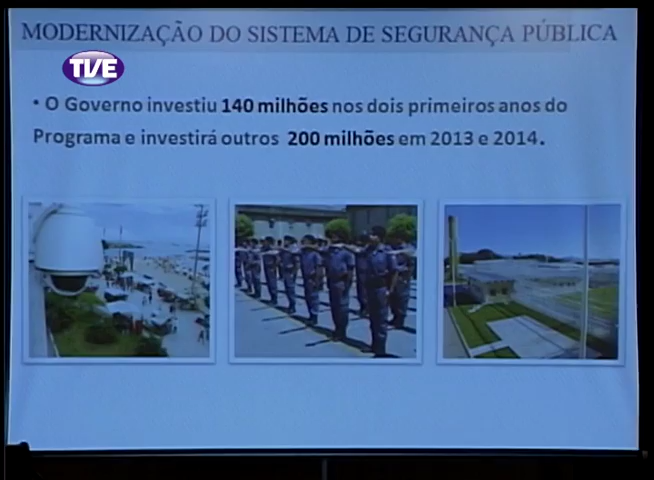 MODERNIZAÇÃO DO SISTEMA DE SEGURANÇA PÚBLICA
TVE
• O Governo investiu 140 milhões nos dois primeiros anos do
Programa e investirá outros 200 milhões em 2013 e 2014.